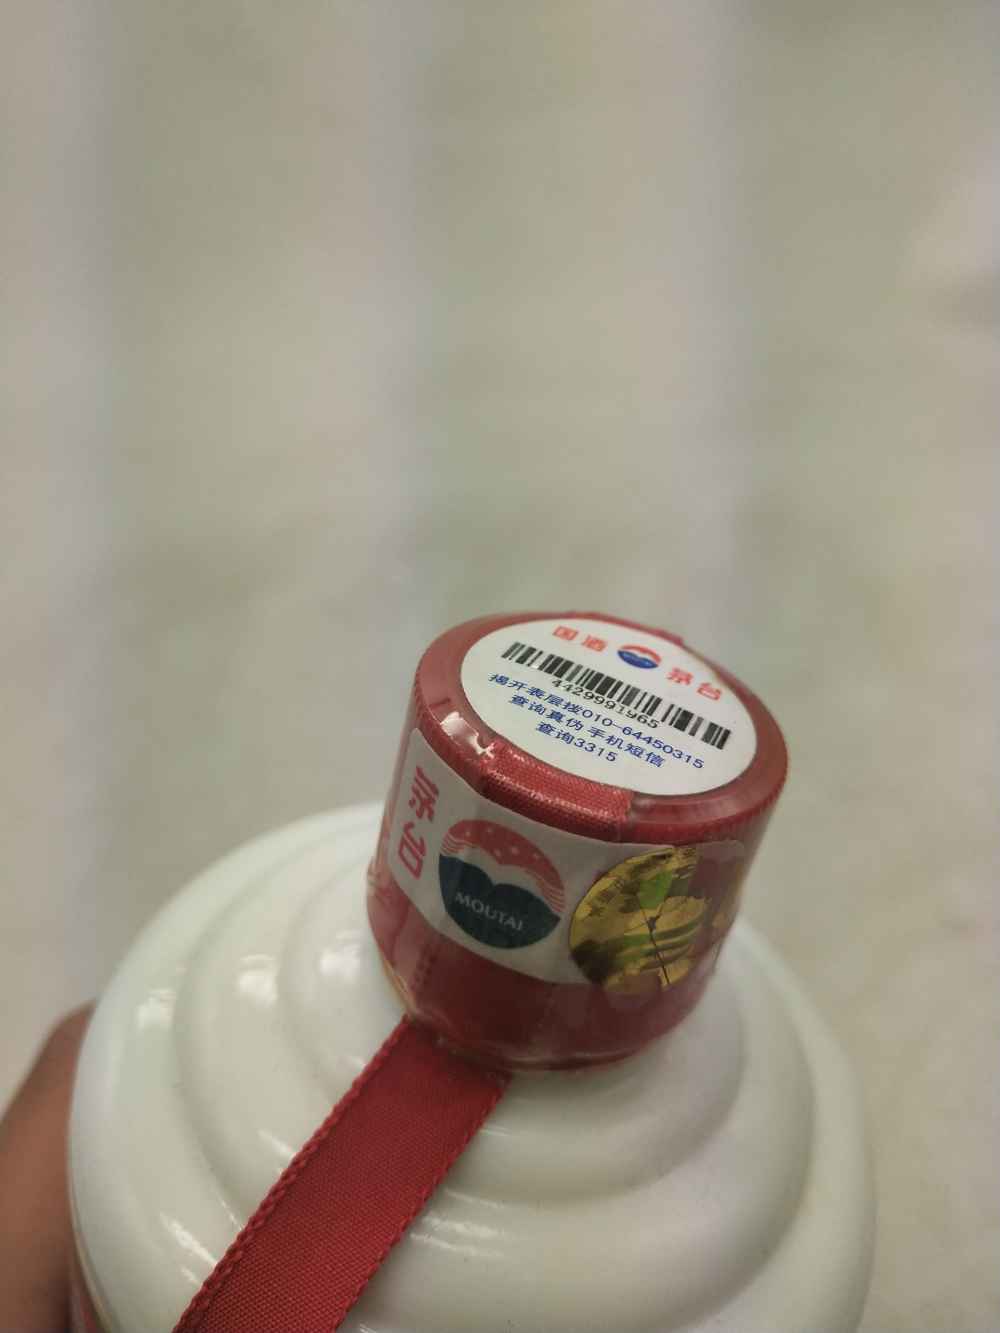 国酒 茅台
4429991965
揭开表层拨010-64450315
查询真伪 手机短信
查询3315
茅台
MOUTAI